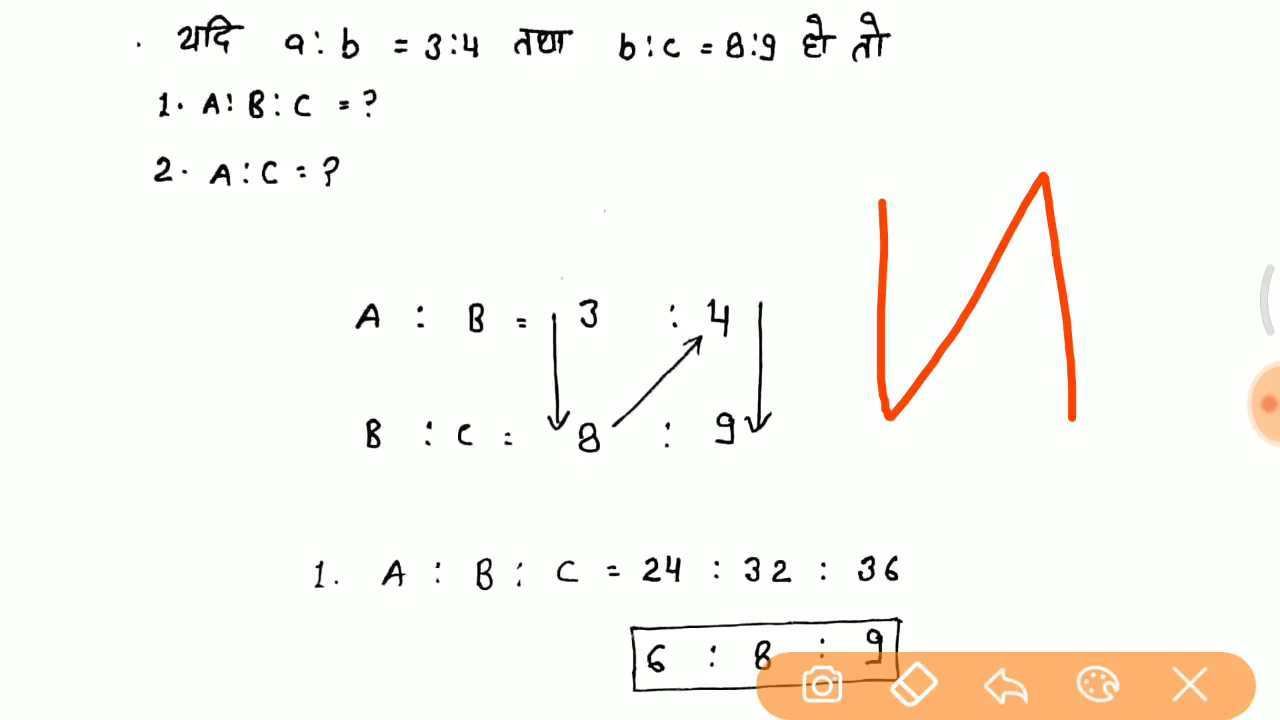 यदि a:b = 3:4 तथा b:c = 8:9 हो तो
1. A:B:C = ?
2. A:C = ?
A : B = 3 : 4
B : C = 8 : 9
1. A : B : C = 24 : 32 : 36
6 : 8 : 9